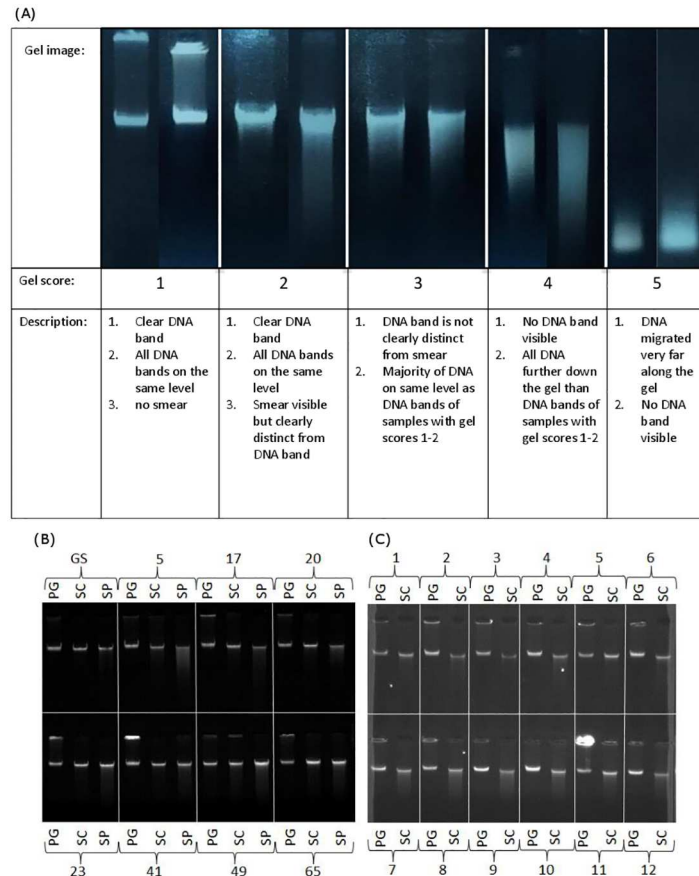 (A)
Gel image:
Gel score: 1 2 3 4 5
Description:
1. Clear DNA
band
2. All DNA
bands on the
same level
3. no smear
1. Clear DNA
band
2. All DNA bands
on the same
level
3. Smear visible
but clearly
distinct from
DNA band
1. DNA band is not
clearly distinct
from smear
2. Majority of DNA
on same level as
DNA bands of
samples with gel
scores 1-2
1. No DNA band
visible
2. All DNA
further down
the gel than
DNA bands of
samples with
gel scores 1-2
1. DNA
migrated
very far
along the
gel
2. No DNA
band
visible
(B)
GS 5 17 20
PG SC SP PG SC SP PG SC SP PG SC SP
PG SC SP PG SC SP PG SC SP PG SC SP
23 41 49 65
(C)
1 2 3 4 5 6
PG SC PG SC PG SC PG SC PG SC PG SC
PG SC PG SC PG SC PG SC PG SC PG SC
7 8 9 10 11 12